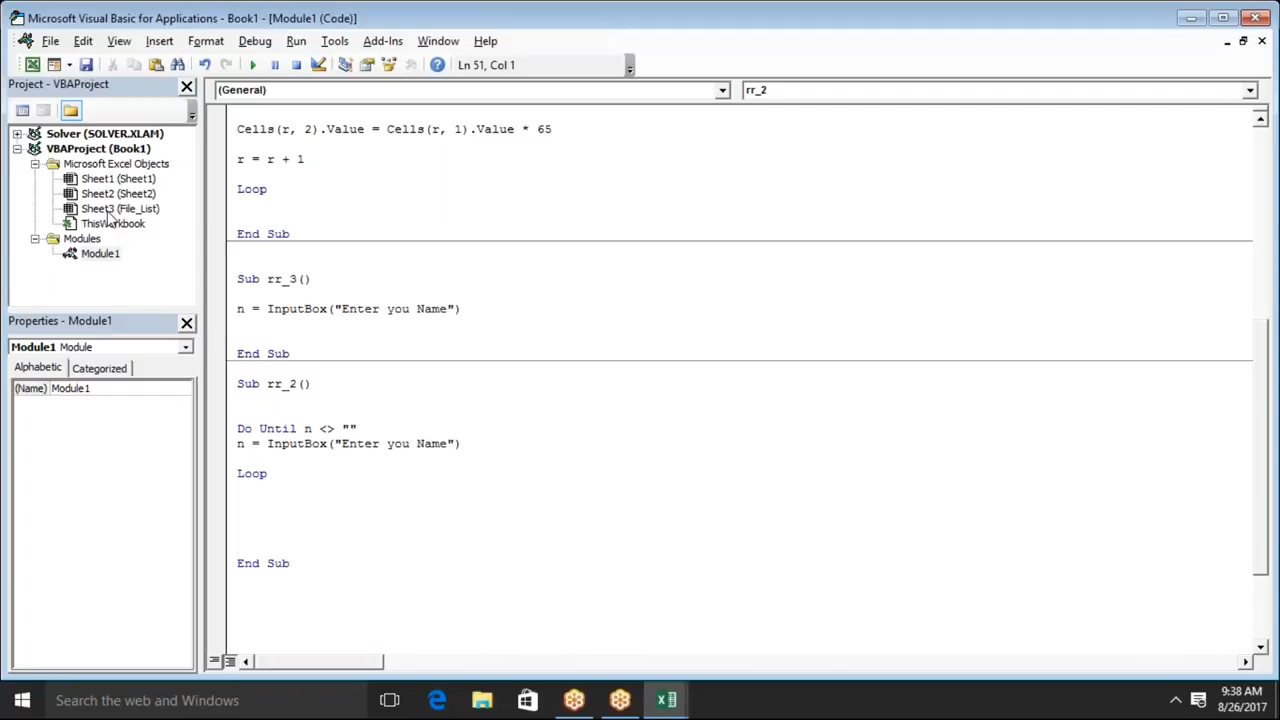 Microsoft Visual Basic for Applications - Book1 - [Module1 (Code)]
File Edit View Insert Format Debug Run Tools Add-Ins Window Help
Ln 51, Col 1
Project - VBAProject
(General)
rr_2
Solver (SOLVER.XLAM)
VBAProject (Book1)
Microsoft Excel Objects
Sheet1 (Sheet1)
Sheet2 (Sheet2)
Sheet3 (File_List)
ThisWorkbook
Modules
Module1
Properties - Module1
Module1 Module
Alphabetic Categorized
(Name) Module1
Cells(r, 2).Value = Cells(r, 1).Value * 65
r = r + 1
Loop
End Sub
Sub rr_3()
n = InputBox("Enter you Name")
End Sub
Sub rr_2()
Do Until n <> ""
n = InputBox("Enter you Name")
Loop
End Sub
Search the web and Windows
9:38 AM
8/26/2017